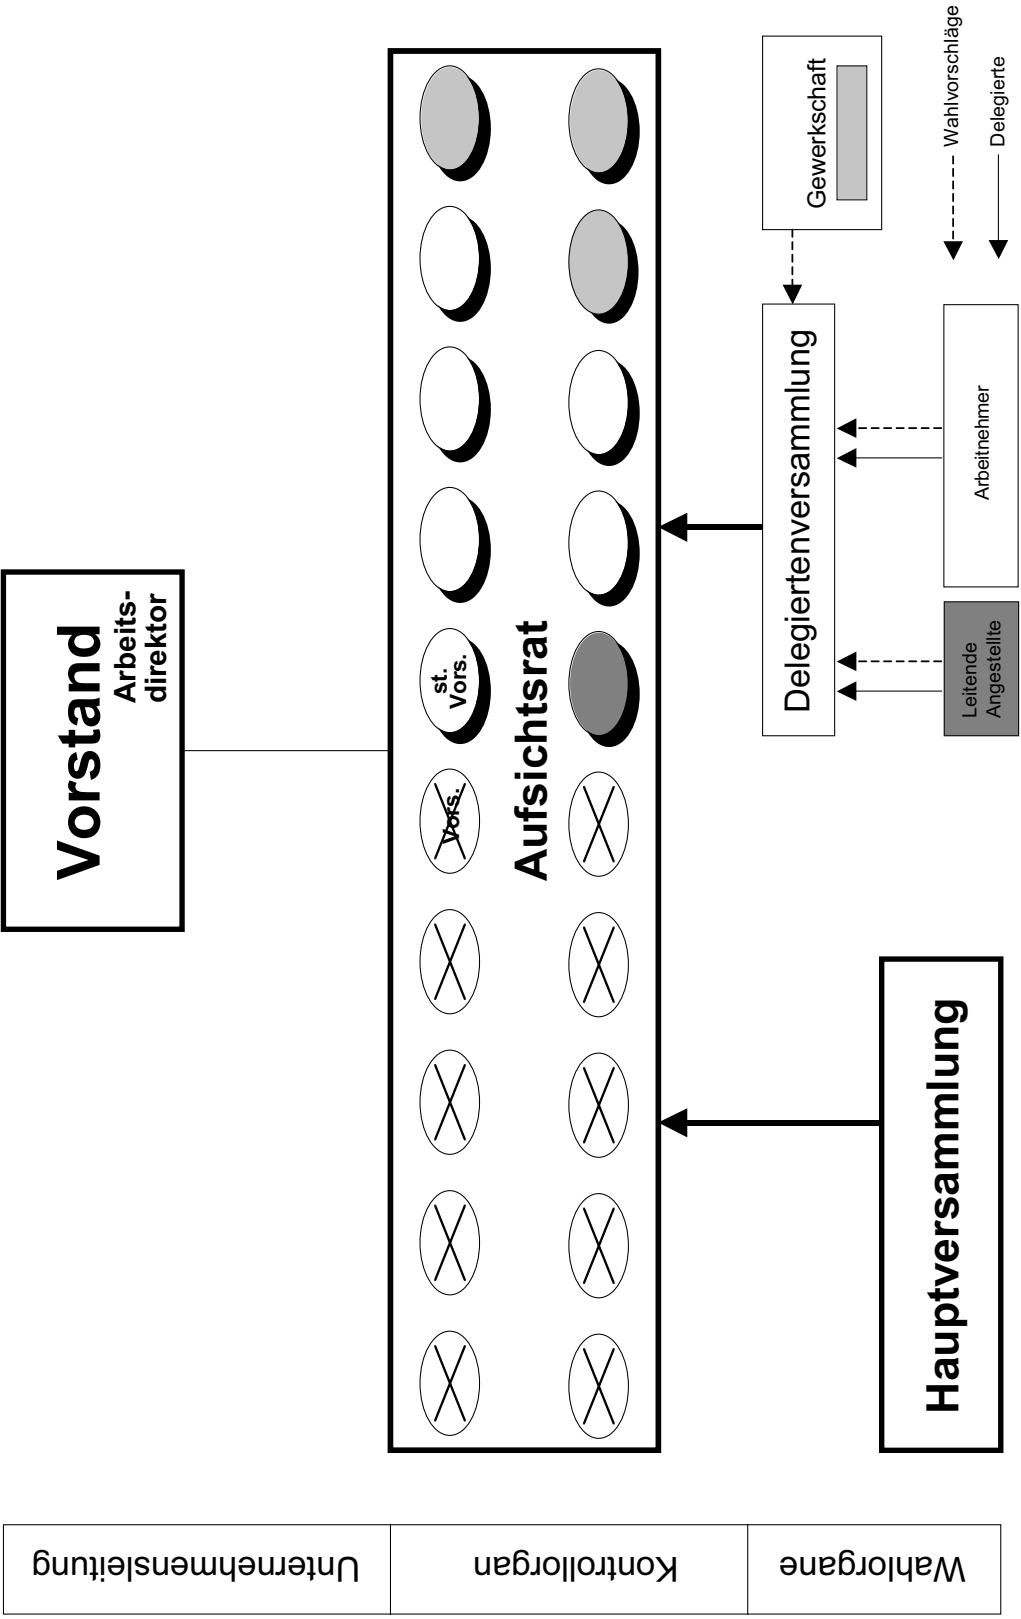 Unternehmensleitung
Vorstand
Arbeits-
direktor
Kontrollorgan
Vors.
st.
Vors.
Aufsichtsrat
Wahlorgane
Hauptversammlung
Delegiertenversammlung
Gewerkschaft
Leitende
Angestellte
Arbeitnehmer
Wahlvorschläge
Delegierte